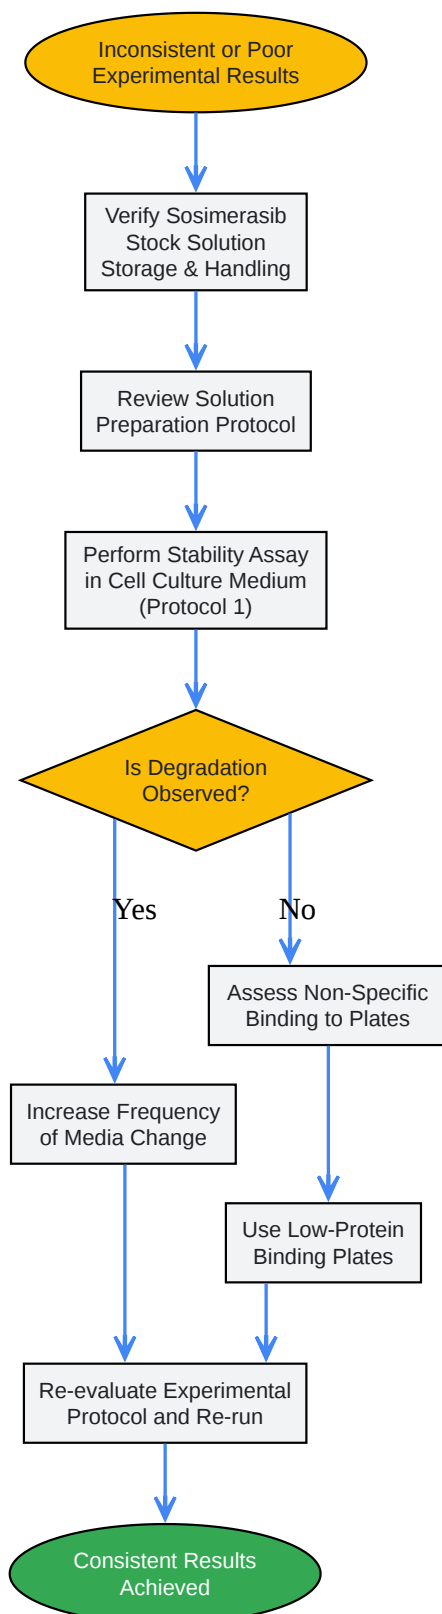 Inconsistent or Poor
Experimental Results
Verify Sosimerasib
Stock Solution
Storage & Handling
Review Solution
Preparation Protocol
Perform Stability Assay
in Cell Culture Medium
(Protocol 1)
Is Degradation
Observed?
Yes
No
Assess Non-Specific
Binding to Plates
Increase Frequency
of Media Change
Use Low-Protein
Binding Plates
Re-evaluate Experimental
Protocol and Re-run
Consistent Results
Achieved